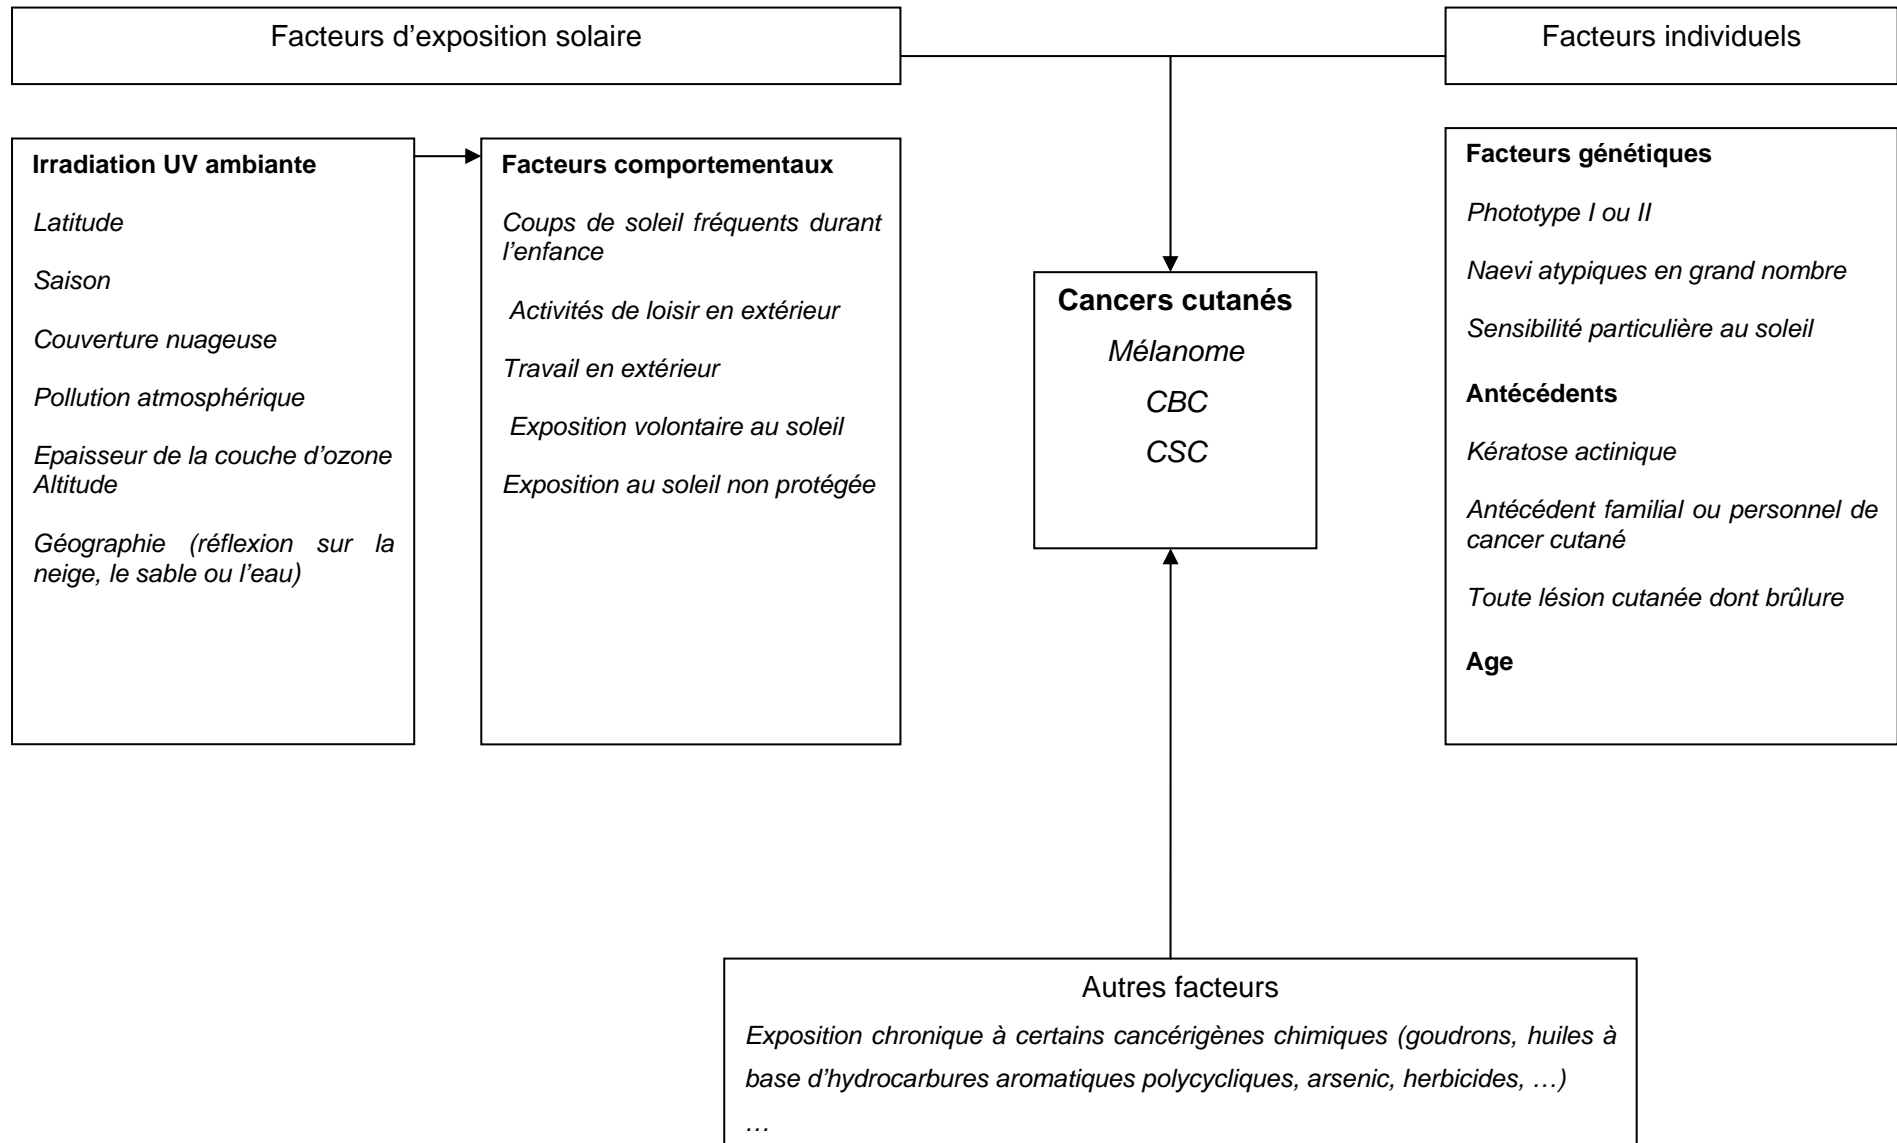 Facteurs d’exposition solaire
Facteurs individuels
Irradiation UV ambiante
Latitude
Saison
Couverture nuageuse
Pollution atmosphérique
Epaisseur de la couche d’ozone
Altitude
Géographie (réflexion sur la
neige, le sable ou l’eau)
Facteurs comportementaux
Coups de soleil fréquents durant
l’enfance
Activités de loisir en extérieur
Travail en extérieur
Exposition volontaire au soleil
Exposition au soleil non protégée
Cancers cutanés
Mélanome
CBC
CSC
Facteurs génétiques
Phototype I ou II
Naevi atypiques en grand nombre
Sensibilité particulière au soleil
Antécédents
Kératose actinique
Antécédent familial ou personnel de
cancer cutané
Toute lésion cutanée dont brûlure
Age
Autres facteurs
Exposition chronique à certains cancérigènes chimiques (goudrons, huiles à
base d’hydrocarbures aromatiques polycycliques, arsenic, herbicides, …)
…